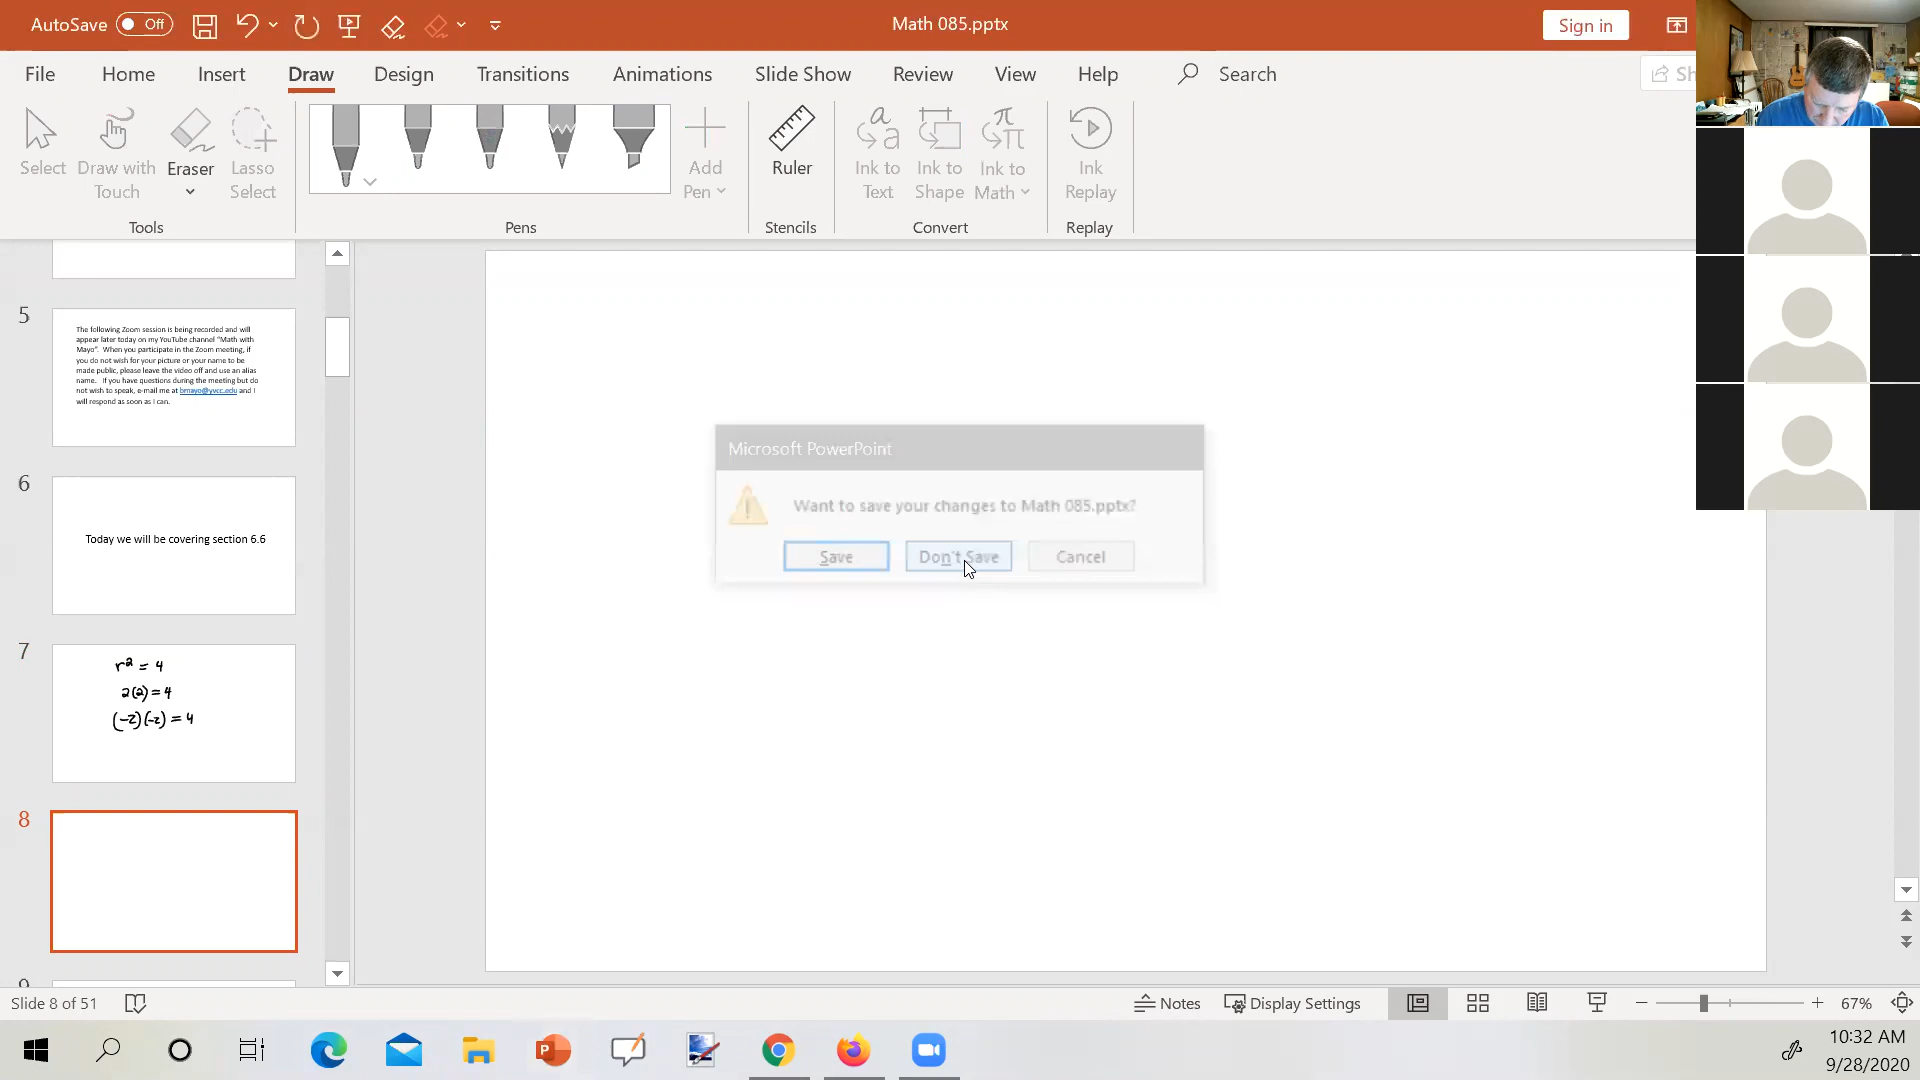 AutoSave Off
Math 085.pptx
Sign in
File Home Insert Draw Design Transitions Animations Slide Show Review View Help Search
Sh
Select
Draw with Touch
Eraser
Lasso Select
Tools
Pens
Add Pen
Ruler
Stencils
Ink to Text
Ink to Shape
Ink to Math
Convert
Ink Replay
Replay
5
The following Zoom session is being recorded and will
appear later today on my YouTube channel "Math with
Mayo". When you participate in the Zoom meeting, if
you do not wish for your picture or your name to be
made public, please leave the video off and use an alias
name. If you have questions during the meeting but do
not wish to speak, e-mail me at bmayo@yvcc.edu and I
will respond as soon as I can.
6
Today we will be covering section 6.6
7
r² = 4
2(2) = 4
(-2)(-2) = 4
8
9
Microsoft PowerPoint
Want to save your changes to Math 085.pptx?
Save Don't Save Cancel
Slide 8 of 51
Notes Display Settings
67%
10:32 AM
9/28/2020